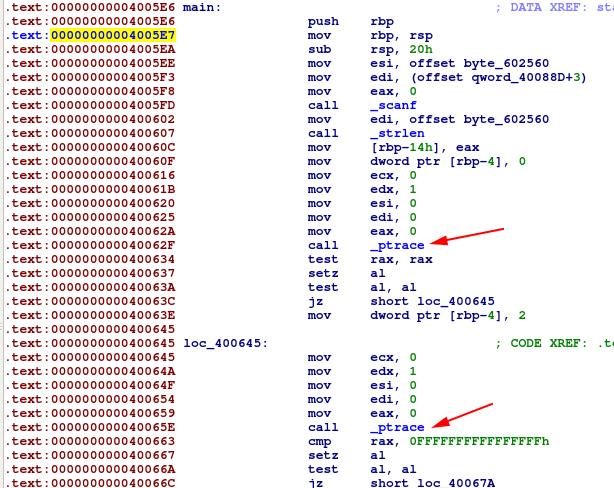 .text:00000000004005E6 main: ; DATA XREF: sta
.text:00000000004005E6 push rbp
.text:00000000004005E7 mov rbp, rsp
.text:00000000004005EA sub rsp, 20h
.text:00000000004005EE mov esi, offset byte_602560
.text:00000000004005F3 mov edi, (offset qword_40088D+3)
.text:00000000004005F8 mov eax, 0
.text:00000000004005FD call _scanf
.text:0000000000400602 mov edi, offset byte_602560
.text:0000000000400607 call _strlen
.text:000000000040060C mov [rbp-14h], eax
.text:000000000040060F mov dword ptr [rbp-4], 0
.text:0000000000400616 mov ecx, 0
.text:000000000040061B mov edx, 1
.text:0000000000400620 mov esi, 0
.text:0000000000400625 mov edi, 0
.text:000000000040062A mov eax, 0
.text:000000000040062F call _ptrace
.text:0000000000400634 test rax, rax
.text:0000000000400637 setz al
.text:000000000040063A test al, al
.text:000000000040063C jz short loc_400645
.text:000000000040063E mov dword ptr [rbp-4], 2
.text:0000000000400645
.text:0000000000400645 loc_400645: ; CODE XREF: .te
.text:0000000000400645 mov ecx, 0
.text:000000000040064A mov edx, 1
.text:000000000040064F mov esi, 0
.text:0000000000400654 mov edi, 0
.text:0000000000400659 mov eax, 0
.text:000000000040065E call _ptrace
.text:0000000000400663 cmp rax, 0FFFFFFFFFFFFFFFFh
.text:0000000000400667 setz al
.text:000000000040066A test al, al
.text:000000000040066C jz short loc_40067A